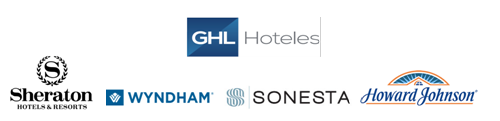 GHL Hoteles
S
Sheraton
HOTELS & RESORTS
W WYNDHAM®
S SONESTA
Howard Johnson®